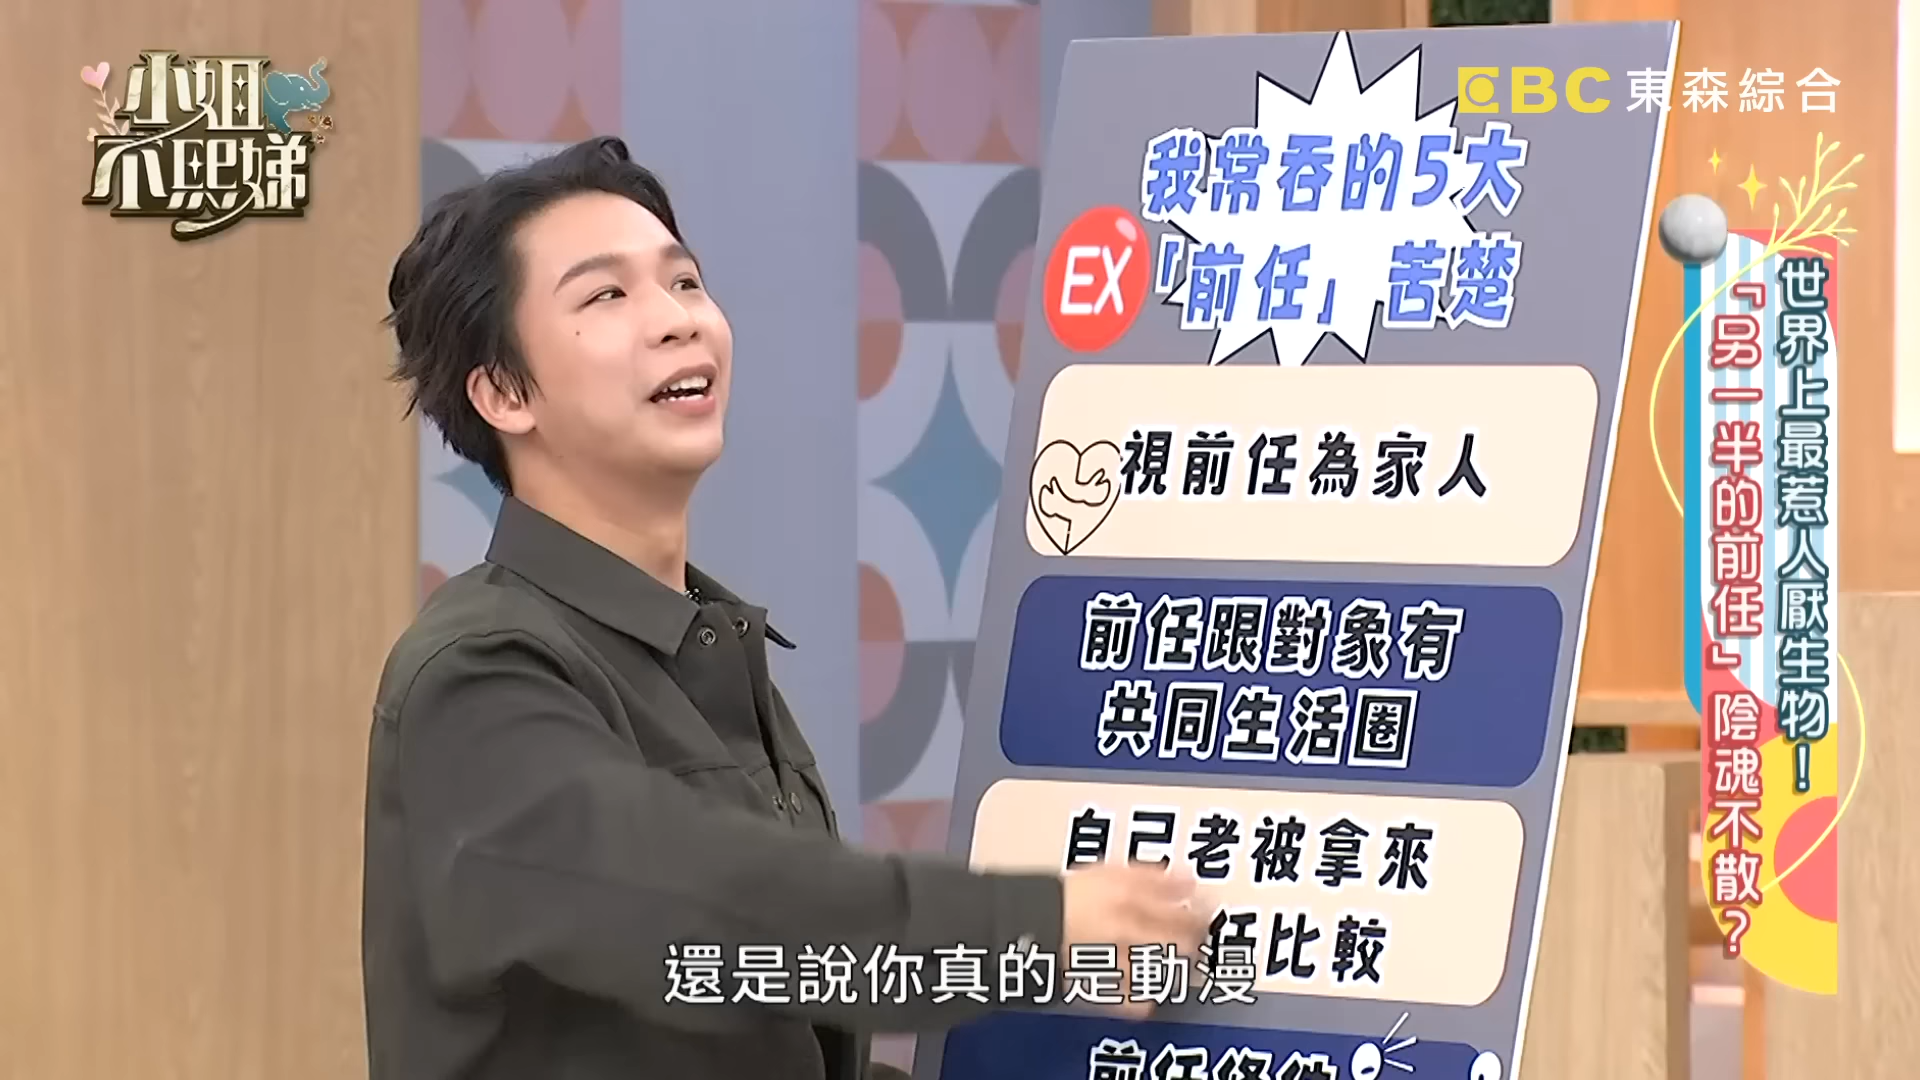 小姐
不熙娣
EBC 東森綜合
我常吞的5大
EX
「前任」苦楚
視前任為家人
前任跟對象有
共同生活圈
自己老被拿來
任比較
前任
世界上最惹人厭生物！
「另一半的前任」陰魂不散？
還是說你真的是動漫